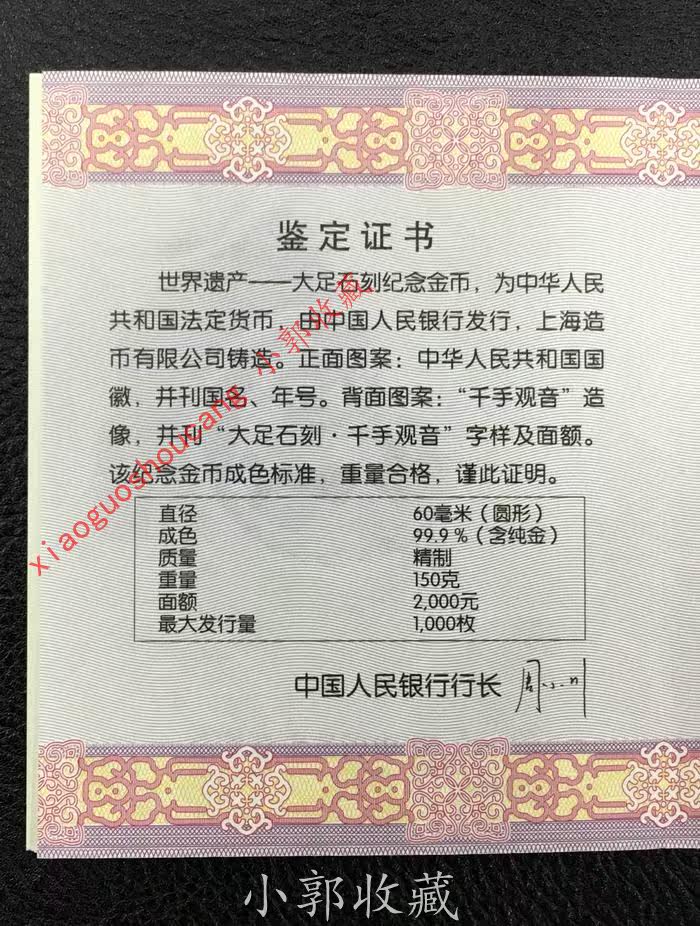 鉴定证书
世界遗产——大足石刻纪念金币，为中华人民
共和国法定货币，由中国人民银行发行，上海造
币有限公司铸造。正面图案：中华人民共和国国
徽，并刊国名、年号。背面图案：“千手观音”造
像，并刊“大足石刻·千手观音”字样及面额。
该纪念金币成色标准，重量合格，谨此证明。
直径 60毫米（圆形）
成色 99.9％（含纯金）
质量 精制
重量 150克
面额 2,000元
最大发行量 1,000枚
中国人民银行行长 周小川
xiaoguoshoucang 小郭收藏
小郭收藏